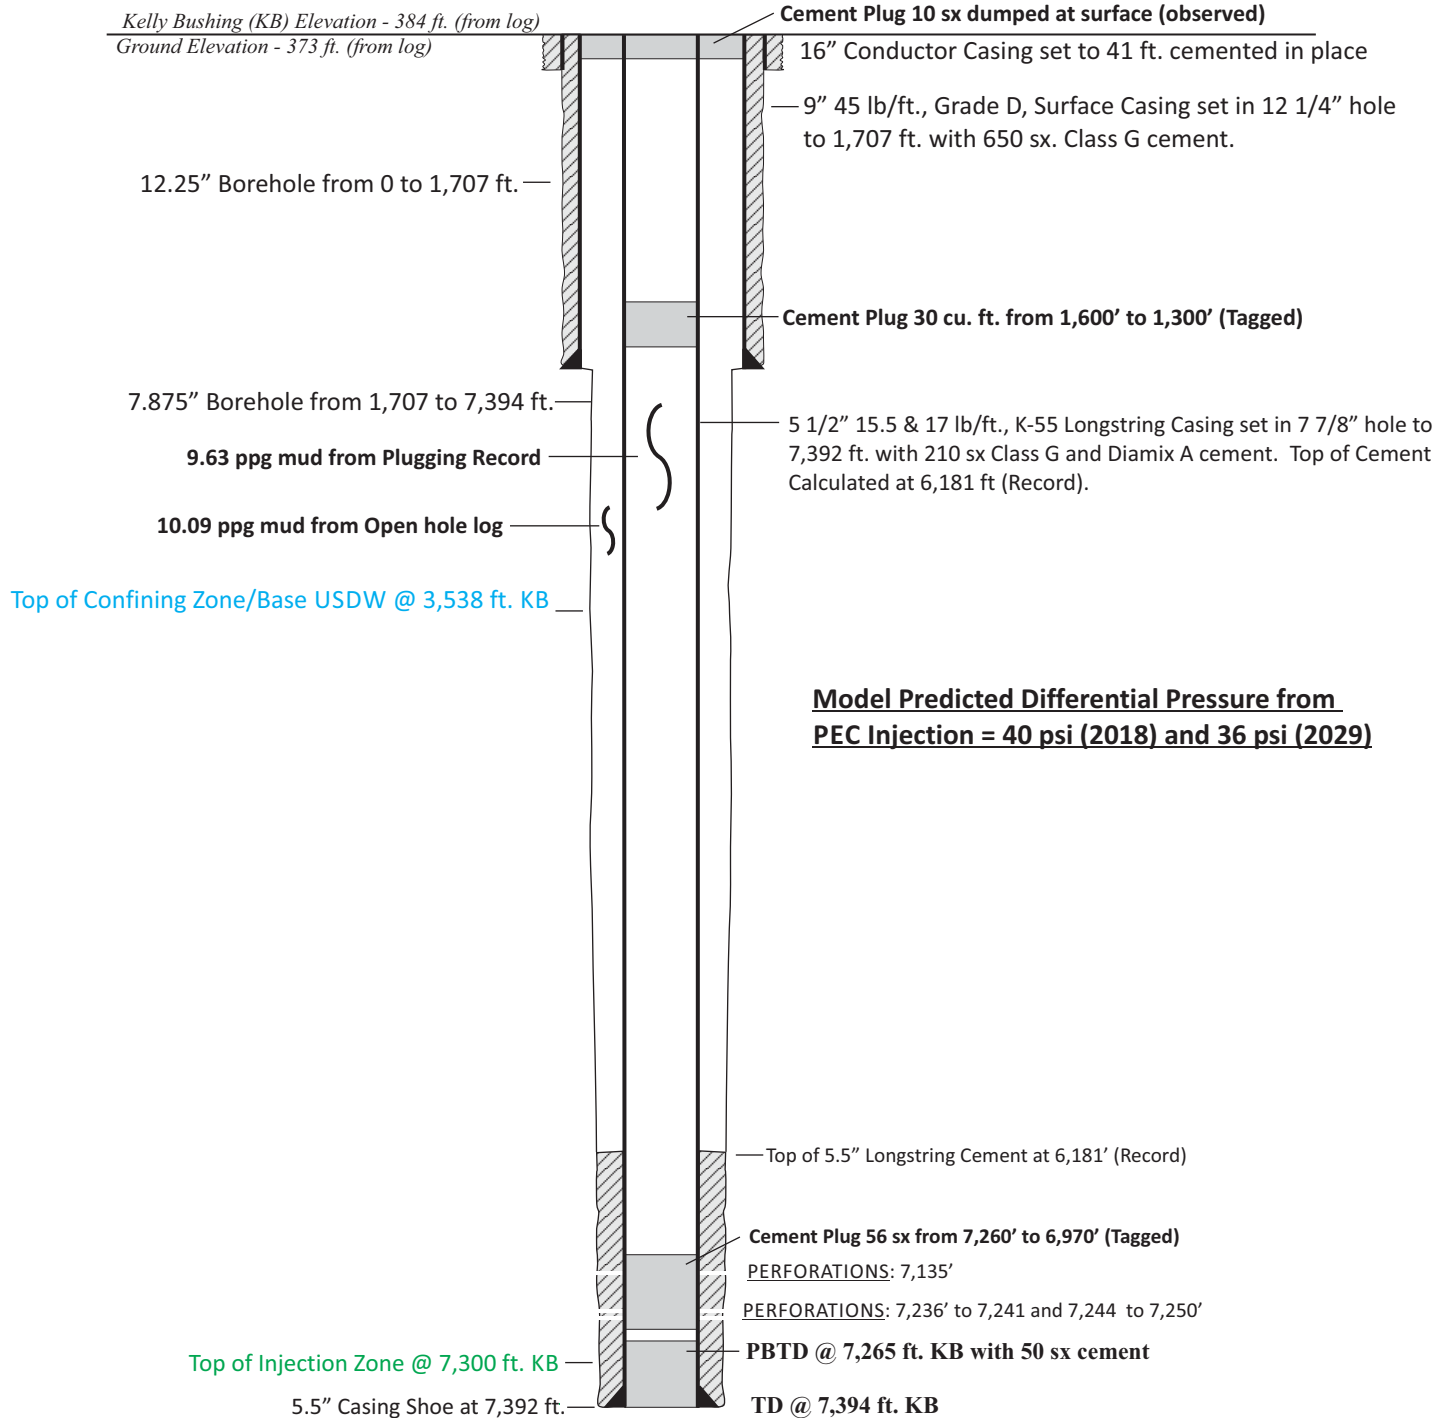 Kelly Bushing (KB) Elevation - 384 ft. (from log)
Cement Plug 10 sx dumped at surface (observed)
Ground Elevation - 373 ft. (from log)
16” Conductor Casing set to 41 ft. cemented in place
9” 45 lb/ft., Grade D, Surface Casing set in 12 1/4” hole
to 1,707 ft. with 650 sx. Class G cement.
12.25” Borehole from 0 to 1,707 ft.
Cement Plug 30 cu. ft. from 1,600’ to 1,300’ (Tagged)
7.875” Borehole from 1,707 to 7,394 ft.
5 1/2” 15.5 & 17 lb/ft., K-55 Longstring Casing set in 7 7/8” hole to
7,392 ft. with 210 sx Class G and Diamix A cement.  Top of Cement
Calculated at 6,181 ft (Record).
9.63 ppg mud from Plugging Record
10.09 ppg mud from Open hole log
Top of Confining Zone/Base USDW @ 3,538 ft. KB
Model Predicted Differential Pressure from
PEC Injection = 40 psi (2018) and 36 psi (2029)
Top of 5.5” Longstring Cement at 6,181’ (Record)
Cement Plug 56 sx from 7,260’ to 6,970’ (Tagged)
PERFORATIONS: 7,135’
PERFORATIONS: 7,236’ to 7,241 and 7,244  to 7,250’
PBTD @ 7,265 ft. KB with 50 sx cement
Top of Injection Zone @ 7,300 ft. KB
5.5” Casing Shoe at 7,392 ft.
TD @ 7,394 ft. KB